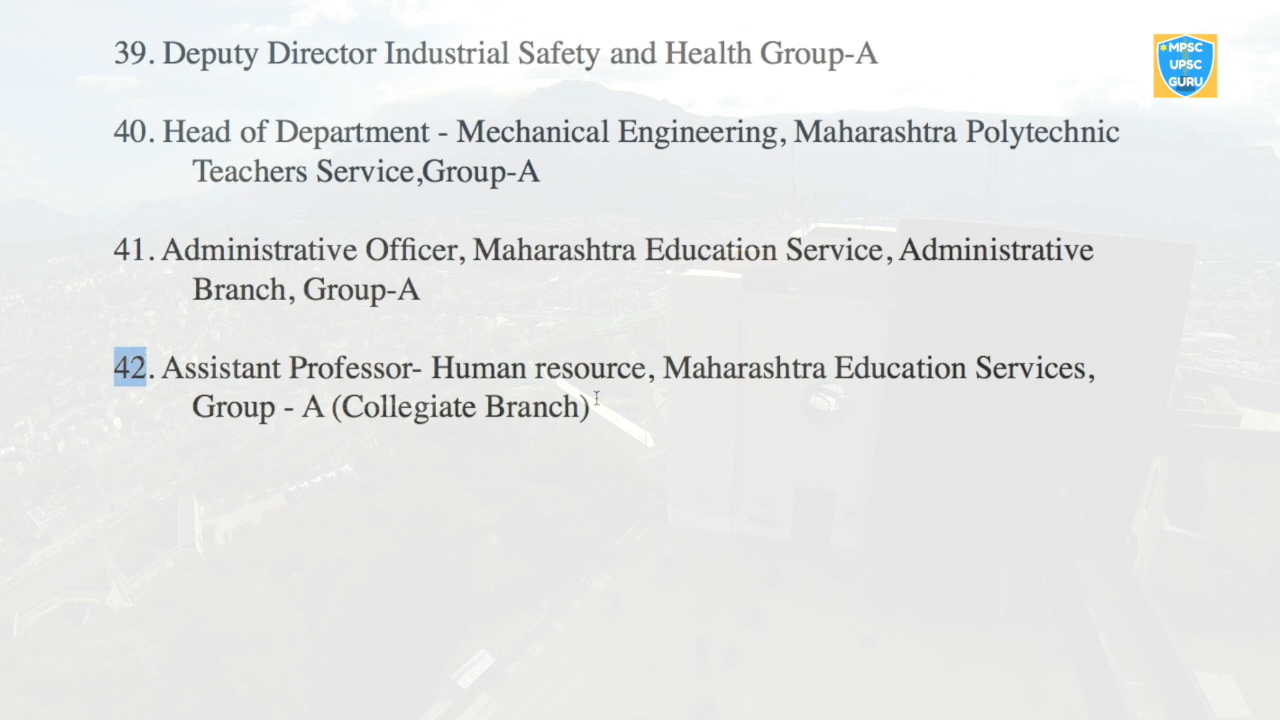 39. Deputy Director Industrial Safety and Health Group-A
*MPSC
UPSC
GURU
40. Head of Department - Mechanical Engineering, Maharashtra Polytechnic
Teachers Service,Group-A
41. Administrative Officer, Maharashtra Education Service, Administrative
Branch, Group-A
42. Assistant Professor- Human resource, Maharashtra Education Services,
Group - A (Collegiate Branch)